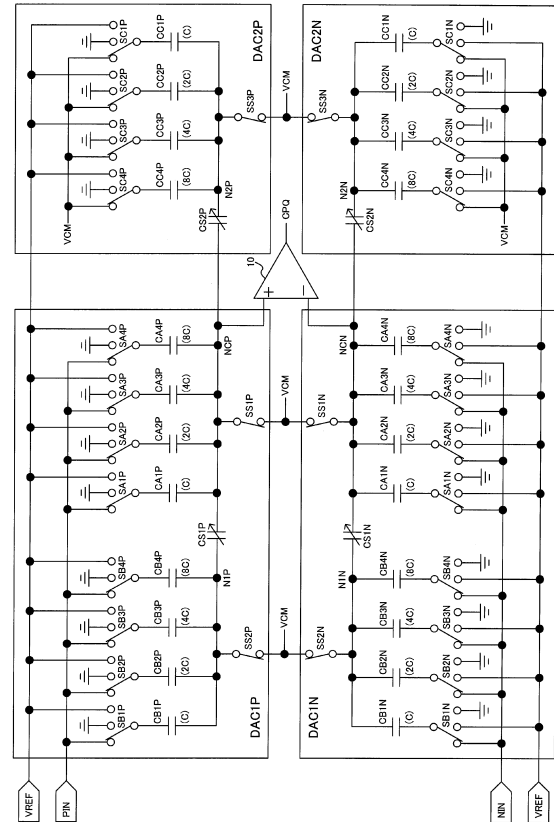 VREF
PIN
SB1P
SB2P
SB3P
SB4P
SA1P
SA2P
SA3P
SA4P
CB1P
(C)
CB2P
(2C)
CB3P
(4C)
CB4P
(8C)
CA1P
(C)
CA2P
(2C)
CA3P
(4C)
CA4P
(8C)
N1P
CS1P
NCP
SS2P
SS1P
DAC1P
VCM
VCM
VCM
SC4P
SC3P
SC2P
SC1P
CC4P
(8C)
CC3P
(4C)
CC2P
(2C)
CC1P
(C)
CS2P
N2P
SS3P
DAC2P
10
+
−
CPQ
VCM
DAC1N
SS2N
SS1N
N1N
CS1N
NCN
CB1N
(C)
CB2N
(2C)
CB3N
(4C)
CB4N
(8C)
CA1N
(C)
CA2N
(2C)
CA3N
(4C)
CA4N
(8C)
SB1N
SB2N
SB3N
SB4N
SA1N
SA2N
SA3N
SA4N
NIN
VREF
DAC2N
SS3N
N2N
CS2N
CC4N
(8C)
CC3N
(4C)
CC2N
(2C)
CC1N
(C)
SC4N
SC3N
SC2N
SC1N
VCM